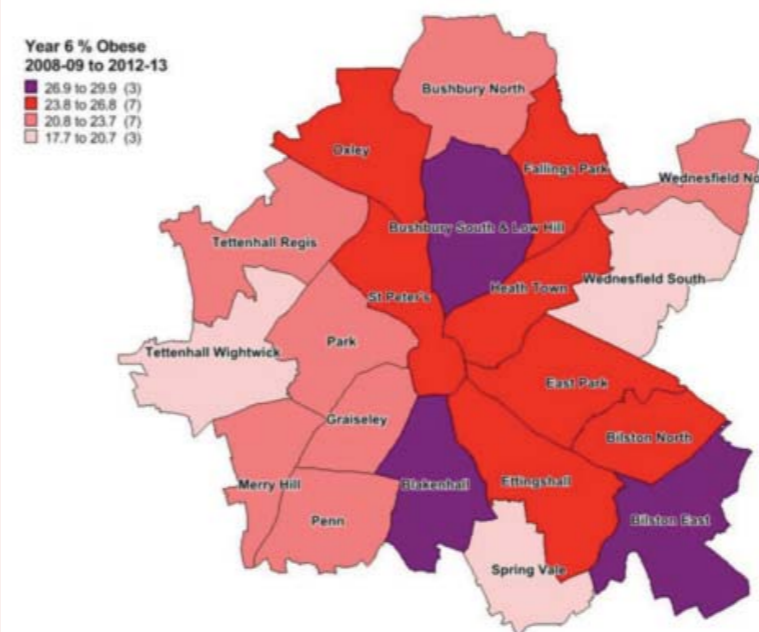 Year 6 % Obese
2008-09 to 2012-13
26.9 to 29.9 (3)
23.8 to 26.8 (7)
20.8 to 23.7 (7)
17.7 to 20.7 (3)
Bushbury North
Oxley
Fallings Park
Wednesfield No
Bushbury South & Low Hill
Tettenhall Regis
Wednesfield South
Heath Town
St Peter's
Park
Tettenhall Wightwick
East Park
Graiseley
Bilston North
Merry Hill
Blakenhall
Ettingshall
Penn
Bilston East
Spring Vale